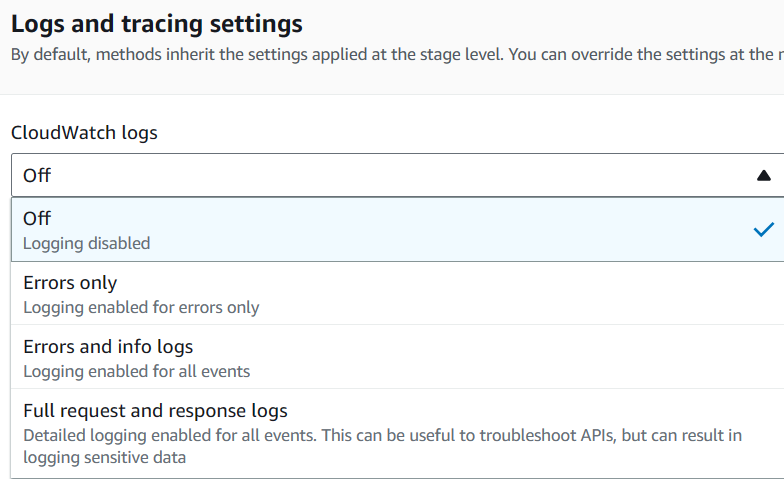 Logs and tracing settings
By default, methods inherit the settings applied at the stage level. You can override the settings at the
CloudWatch logs
Off
Off
Logging disabled
Errors only
Logging enabled for errors only
Errors and info logs
Logging enabled for all events
Full request and response logs
Detailed logging enabled for all events. This can be useful to troubleshoot APIs, but can result in
logging sensitive data